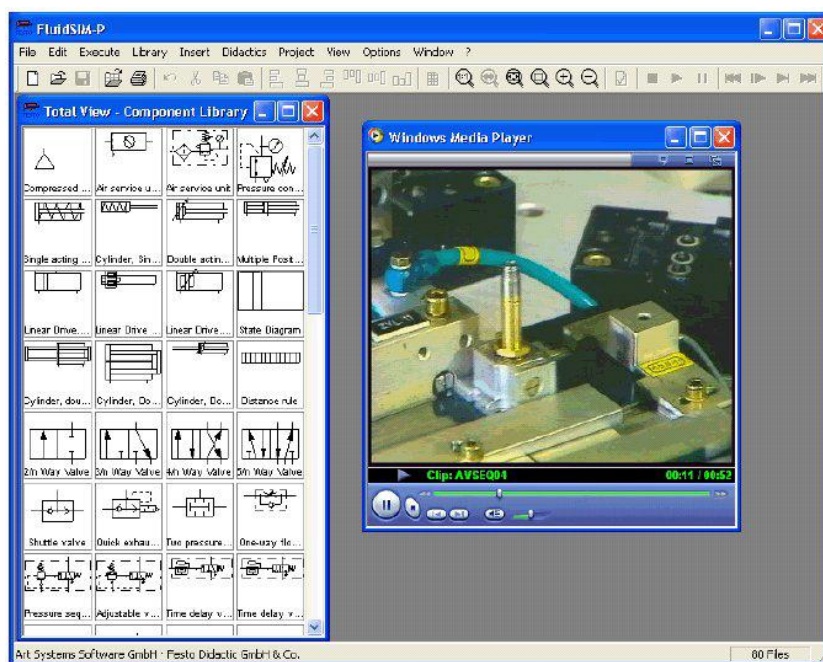 FluidSIM-P
File Edit Execute Library Insert Didactics Project View Options Window ?
Total View - Component Library
Compressed ... Air service u... Air service unit Pressure con...
Single acting ... Cylinder, Sin... Double actin... Multiple Posit...
Linear Drive... Linear Drive... Linear Drive... State Diagram
Cylinder, dou... Cylinder, Do... Cylinder, Do... Distance rule
2/n Way Valve 3/n Way Valve 4/n Way Valve 5/n Way Valve
Shuttle valve Quick exhau... Two pressure... One-way flo...
Pressure seq... Adjustable v... Time delay v... Time delay v...
Windows Media Player
Clip: AVSEQ04 00:11 / 00:52
Art Systems Software GmbH · Festo Didactic GmbH & Co. 80 Files